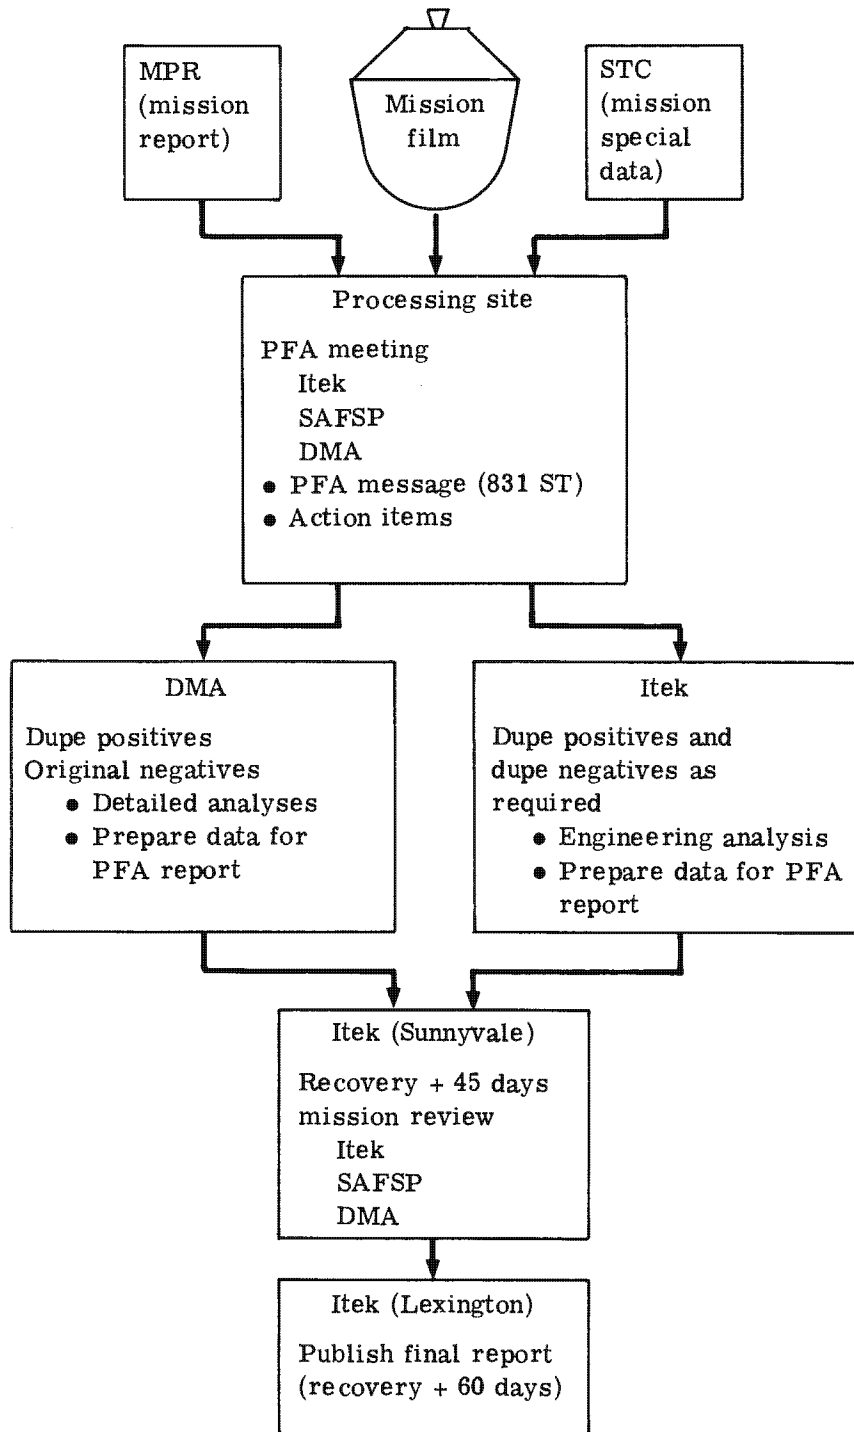 MPR
(mission
report)
Mission
film
STC
(mission
special
data)
Processing site
PFA meeting
Itek
SAFSP
DMA
• PFA message (831 ST)
• Action items
DMA
Dupe positives
Original negatives
• Detailed analyses
• Prepare data for
PFA report
Itek
Dupe positives and
dupe negatives as
required
• Engineering analysis
• Prepare data for PFA
report
Itek (Sunnyvale)
Recovery + 45 days
mission review
Itek
SAFSP
DMA
Itek (Lexington)
Publish final report
(recovery + 60 days)